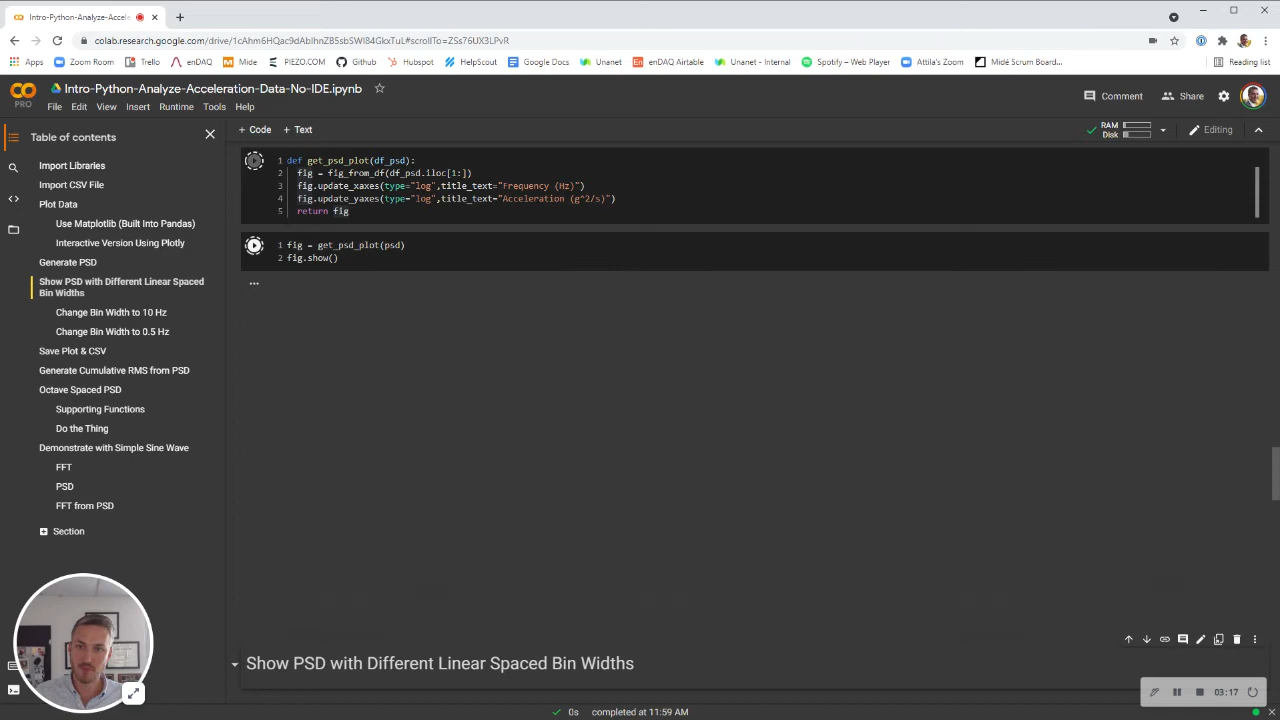 Intro-Python-Analyze-Accele
colab.research.google.com/drive/1cAhm6HQac9dAbIhnZB5sbSWI84GkxTuL#scrollTo=ZSs76UX3LPvR
Apps Zoom Room Trello enDAQ Mide PIEZO.COM Github Hubspot HelpScout Google Docs Unanet enDAQ Airtable Unanet - Internal Spotify – Web Player Attila's Zoom Midé Scrum Board... Reading list
CO
PRO
Intro-Python-Analyze-Acceleration-Data-No-IDE.ipynb
File Edit View Insert Runtime Tools Help
Comment Share
Table of contents
+ Code + Text
RAM
Disk
Editing
Import Libraries
Import CSV File
Plot Data
Use Matplotlib (Built Into Pandas)
Interactive Version Using Plotly
Generate PSD
Show PSD with Different Linear Spaced
Bin Widths
Change Bin Width to 10 Hz
Change Bin Width to 0.5 Hz
Save Plot & CSV
Generate Cumulative RMS from PSD
Octave Spaced PSD
Supporting Functions
Do the Thing
Demonstrate with Simple Sine Wave
FFT
PSD
FFT from PSD
Section
1 def get_psd_plot(df_psd):
2 fig = fig_from_df(df_psd.iloc[1:])
3 fig.update_xaxes(type="log",title_text="Frequency (Hz)")
4 fig.update_yaxes(type="log",title_text="Acceleration (g^2/s)")
5 return fig
1 fig = get_psd_plot(psd)
2 fig.show()
...
Show PSD with Different Linear Spaced Bin Widths
03:17
0s completed at 11:59 AM